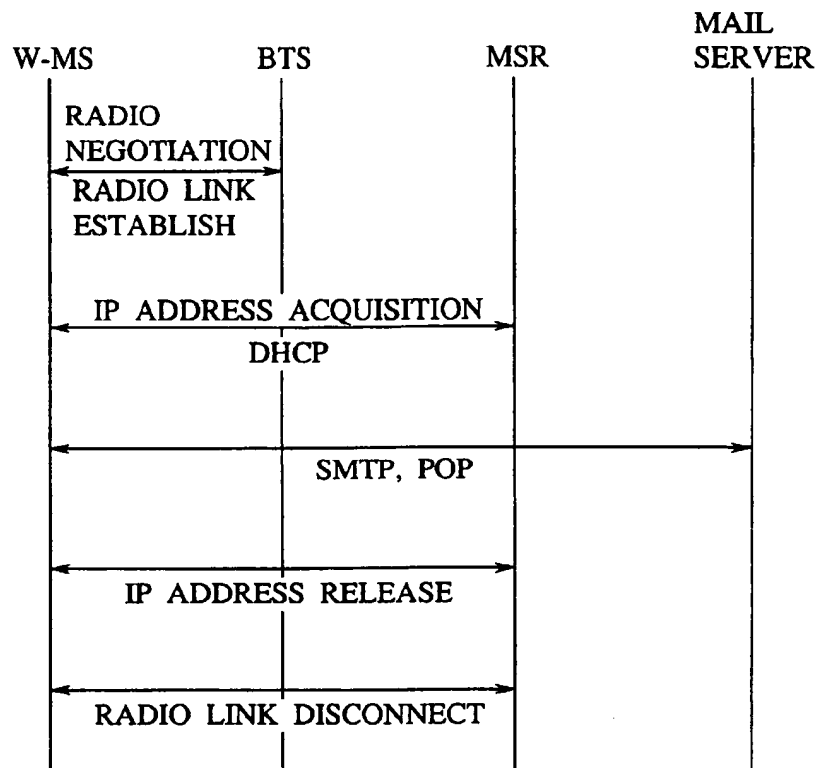 W-MS
BTS
MSR
MAIL
SERVER
RADIO
NEGOTIATION
RADIO LINK
ESTABLISH
IP ADDRESS ACQUISITION
DHCP
SMTP, POP
IP ADDRESS RELEASE
RADIO LINK DISCONNECT